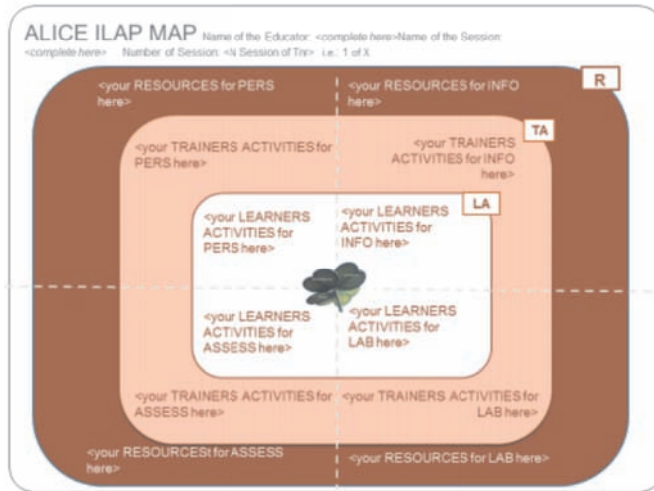 ALICE ILAP MAP Name of the Educator: <complete here>Name of the Session:
<complete here> Number of Session: <N Session of Tnr> i.e.: 1 of X
<your RESOURCES for PERS
here>
<your RESOURCES for INFO
here>
R
<your TRAINERS ACTIVITIES for
PERS here>
<your TRAINERS
ACTIVITIES for INFO
here>
TA
<your LEARNERS
ACTIVITIES for
PERS here>
<your LEARNERS
ACTIVITIES for
INFO here>
LA
<your LEARNERS
ACTIVITIES for
ASSESS here>
<your LEARNERS
ACTIVITIES for
LAB here>
<your TRAINERS ACTIVITIES for
ASSESS here>
<your TRAINERS ACTIVITIES for
LAB here>
<your RESOURCESt for ASSESS
here>
<your RESOURCES for LAB here>